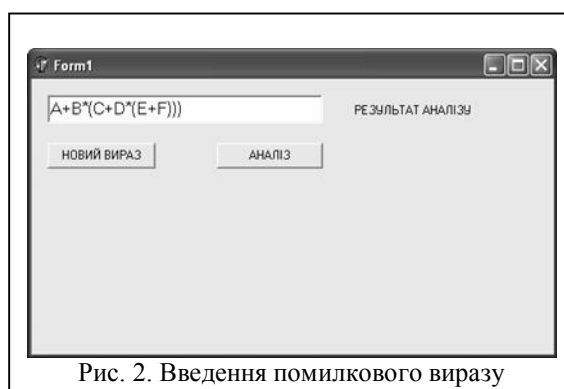 Form1
A+B*(C+D*(E+F)))
РЕЗУЛЬТАТ АНАЛІЗУ
НОВИЙ ВИРАЗ
АНАЛІЗ
Рис. 2. Введення помилкового виразу